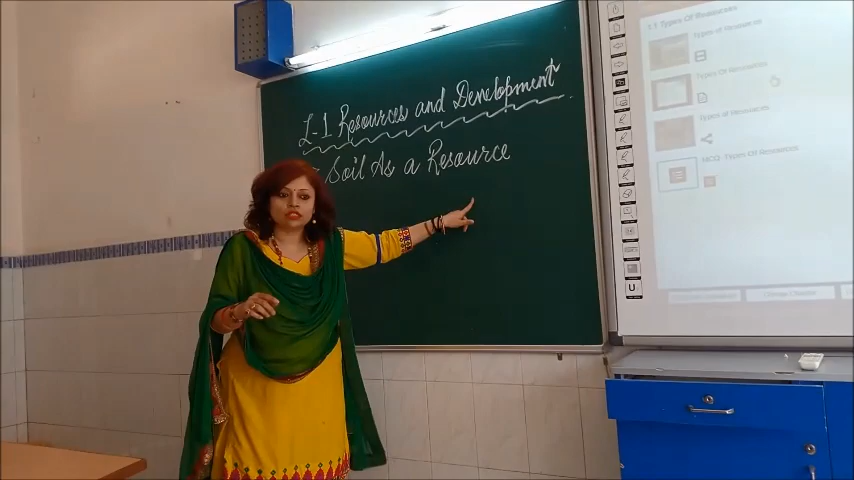 L-1 Resources and Development
Soil As a Resource
1.1 Types Of Resources
Types of Resources
Types Of Resources
Types of Resources
MCQ - Types Of Resources